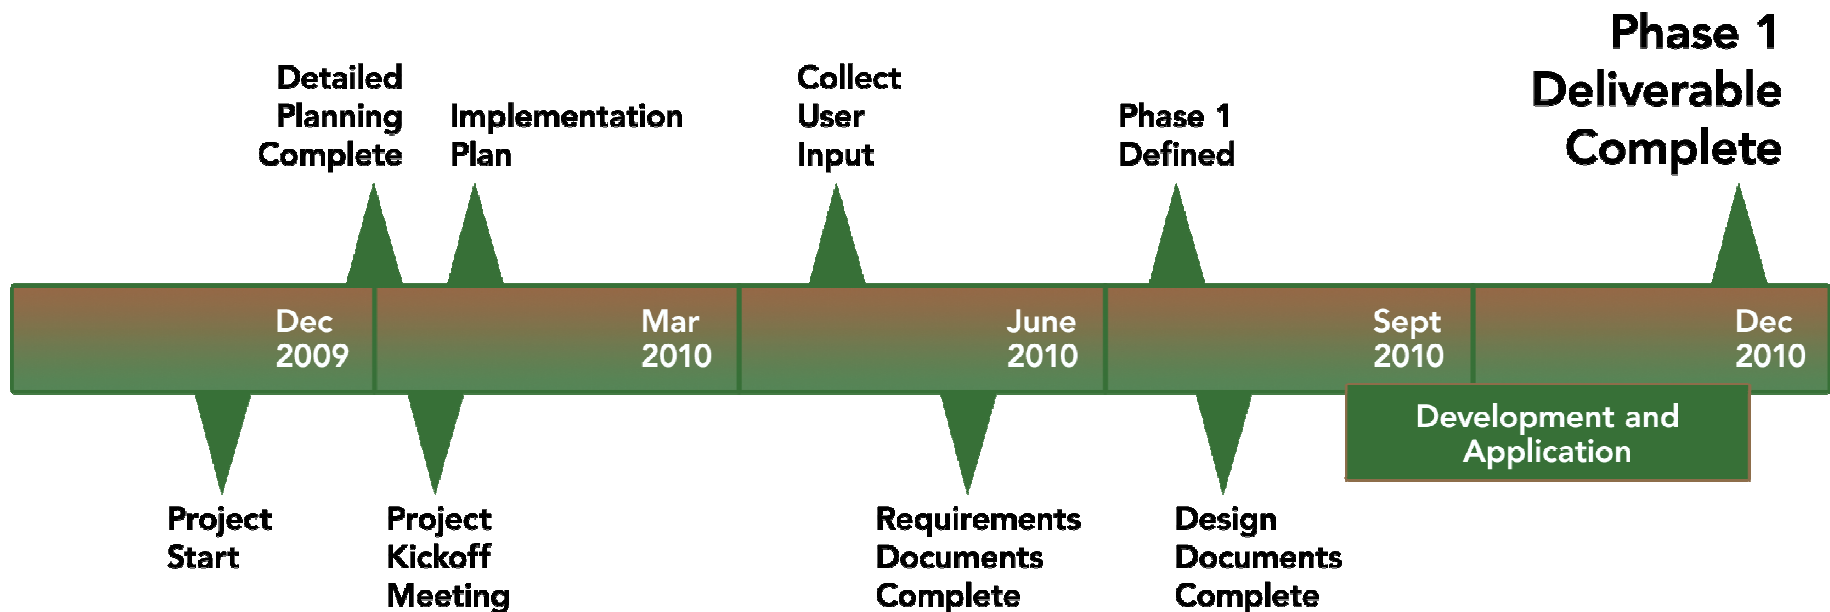 Phase 1
Deliverable
Complete
Detailed
Planning
Complete
Implementation
Plan
Collect
User
Input
Phase 1
Defined
Dec
2009
Mar
2010
June
2010
Sept
2010
Dec
2010
Development and
Application
Project
Start
Project
Kickoff
Meeting
Requirements
Documents
Complete
Design
Documents
Complete